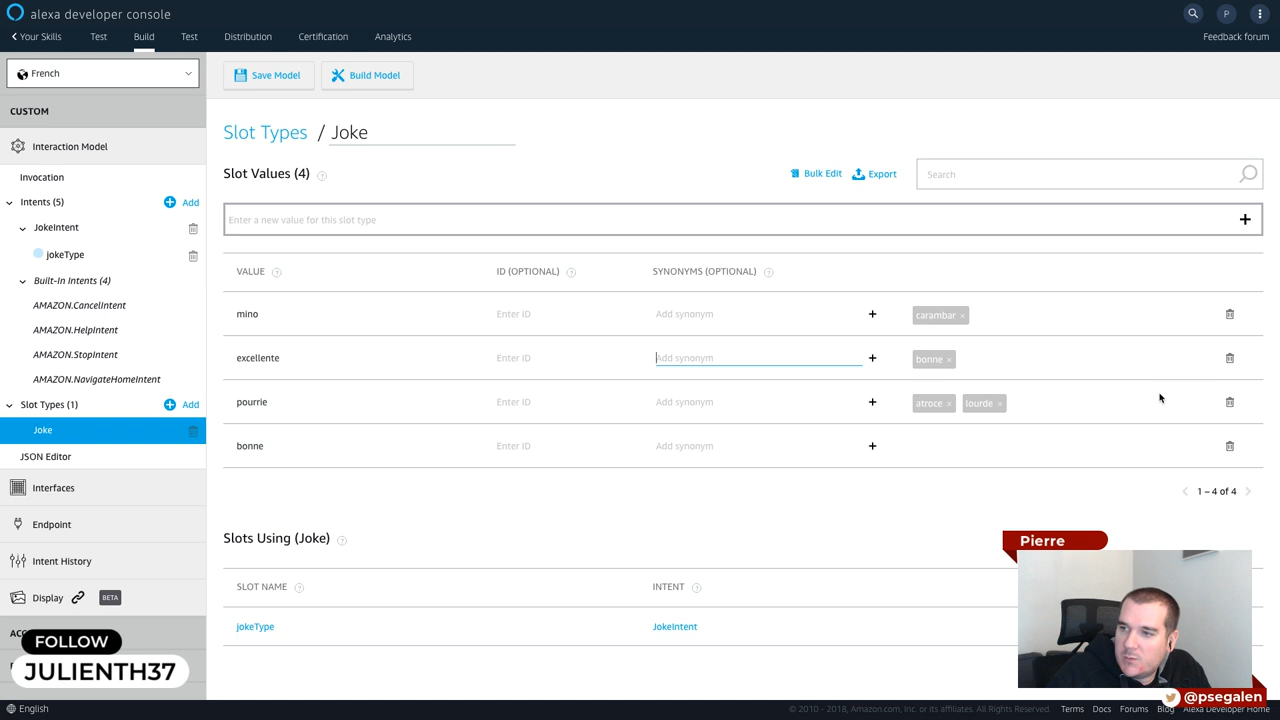 alexa developer console
P
Your Skills
Test
Build
Test
Distribution
Certification
Analytics
Feedback forum
French
Save Model
Build Model
CUSTOM
Interaction Model
Invocation
Intents (5)
Add
JokeIntent
jokeType
Built-In Intents (4)
AMAZON.CancelIntent
AMAZON.HelpIntent
AMAZON.StopIntent
AMAZON.NavigateHomeIntent
Slot Types (1)
Add
Joke
JSON Editor
Interfaces
Endpoint
Intent History
Display
BETA
FOLLOW
JULIENTH37
English
Slot Types / Joke
Slot Values (4)
Bulk Edit
Export
Search
Enter a new value for this slot type
VALUE
ID (OPTIONAL)
SYNONYMS (OPTIONAL)
mino
Enter ID
Add synonym
carambar
excellente
Enter ID
Add synonym
bonne
pourrie
Enter ID
Add synonym
atroce
lourde
bonne
Enter ID
Add synonym
1 – 4 of 4
Slots Using (Joke)
SLOT NAME
INTENT
jokeType
JokeIntent
Pierre
@psegalen
© 2010 - 2018, Amazon.com, Inc. or its affiliates. All Rights Reserved.
Terms
Docs
Forums
Blog
Alexa Developer Home